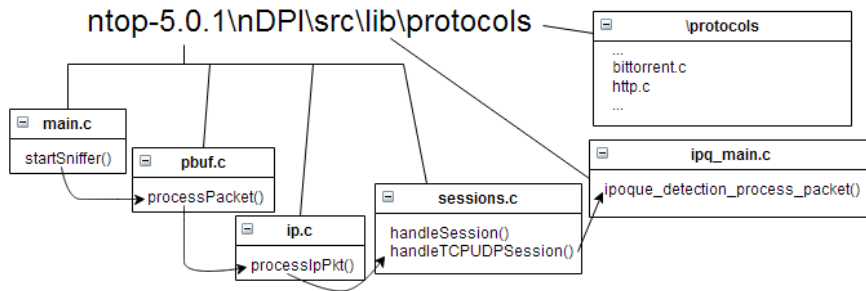 ntop-5.0.1\nDPI\src\lib\protocols
\protocols
...
bittorrent.c
http.c
...
main.c
startSniffer()
pbuf.c
processPacket()
ip.c
processIpPkt()
sessions.c
handleSession()
handleTCPUDPSession()
ipq_main.c
ipoque_detection_process_packet()